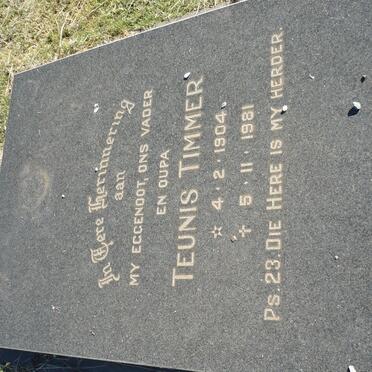 In Tere Herinnering
aan
MY EGGENOOT, ONS VADER
EN OUPA
TEUNIS TIMMER
☆ 4·2·1904
✝ 5·11·1981
PS. 23. DIE HERE IS MY HERDER.